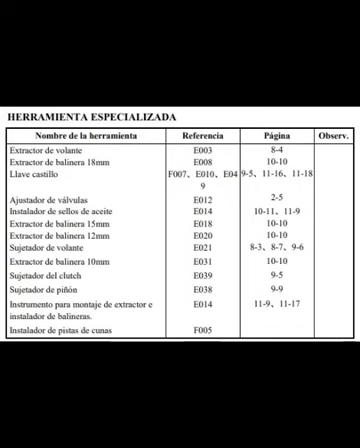 HERRAMIENTA ESPECIALIZADA
Nombre de la herramienta Referencia Página Observ.
Extractor de volante E003 8-4
Extractor de balinera 18mm E008 10-10
Llave castillo F007、E010、E04 9-5、11-16、11-18
9
Ajustador de válvulas E012 2-5
Instalador de sellos de aceite E014 10-11、11-9
Extractor de balinera 15mm E018 10-10
Extractor de balinera 12mm E020 10-10
Sujetador de volante E021 8-3、8-7、9-6
Extractor de balinera 10mm E031 10-10
Sujetador del clutch E039 9-5
Sujetador de piñón E038 9-9
Instrumento para montaje de extractor e E014 11-9、11-17
instalador de balineras.
Instalador de pistas de cunas F005